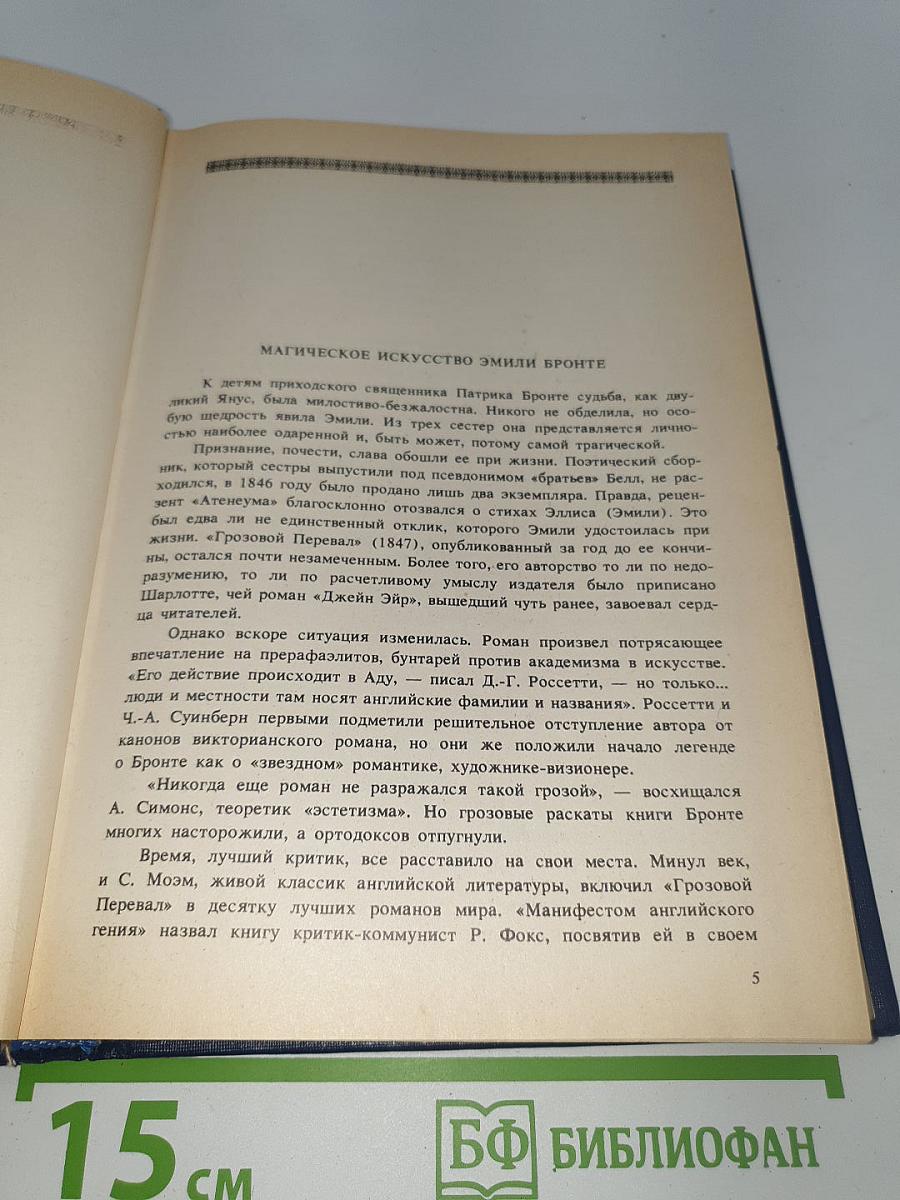 МАГИЧЕСКОЕ ИСКУССТВО ЭМИЛИ БРОНТЕ
К детям приходского священника Патрика Бронте судьба, как дву-
ликий Янус, была милостиво-безжалостна. Никого не обделила, но осо-
бую щедрость явила Эмили. Из трех сестер она представляется лично-
стью наиболее одаренной и, быть может, потому самой трагической.
Признание, почести, слава обошли ее при жизни. Поэтический сбор-
ник, который сестры выпустили под псевдонимом «братьев» Белл, не рас-
ходился, в 1846 году было продано лишь два экземпляра. Правда, рецен-
зент «Атенеума» благосклонно отозвался о стихах Эллиса (Эмили). Это
был едва ли не единственный отклик, которого Эмили удостоилась при
жизни. «Грозовой Перевал» (1847), опубликованный за год до ее кончи-
ны, остался почти незамеченным. Более того, его авторство то ли по недо-
разумению, то ли по расчетливому умыслу издателя было приписано
Шарлотте, чей роман «Джейн Эйр», вышедший чуть ранее, завоевал серд-
ца читателей.
Однако вскоре ситуация изменилась. Роман произвел потрясающее
впечатление на прерафаэлитов, бунтарей против академизма в искусстве.
«Его действие происходит в Аду, — писал Д.-Г. Россетти, — но только...
люди и местности там носят английские фамилии и названия». Россетти и
Ч.-А. Суинберн первыми подметили решительное отступление автора от
канонов викторианского романа, но они же положили начало легенде
о Бронте как о «звездном» романтике, художнике-визионере.
«Никогда еще роман не разражался такой грозой», — восхищался
А. Симонс, теоретик «эстетизма». Но грозовые раскаты книги Бронте
многих насторожили, а ортодоксов отпугнули.
Время, лучший критик, все расставило на свои места. Минул век,
и С. Моэм, живой классик английской литературы, включил «Грозовой
Перевал» в десятку лучших романов мира. «Манифестом английского
гения» назвал книгу критик-коммунист Р. Фокс, посвятив ей в своем
5
15 см
БФ БИБЛИОФАН